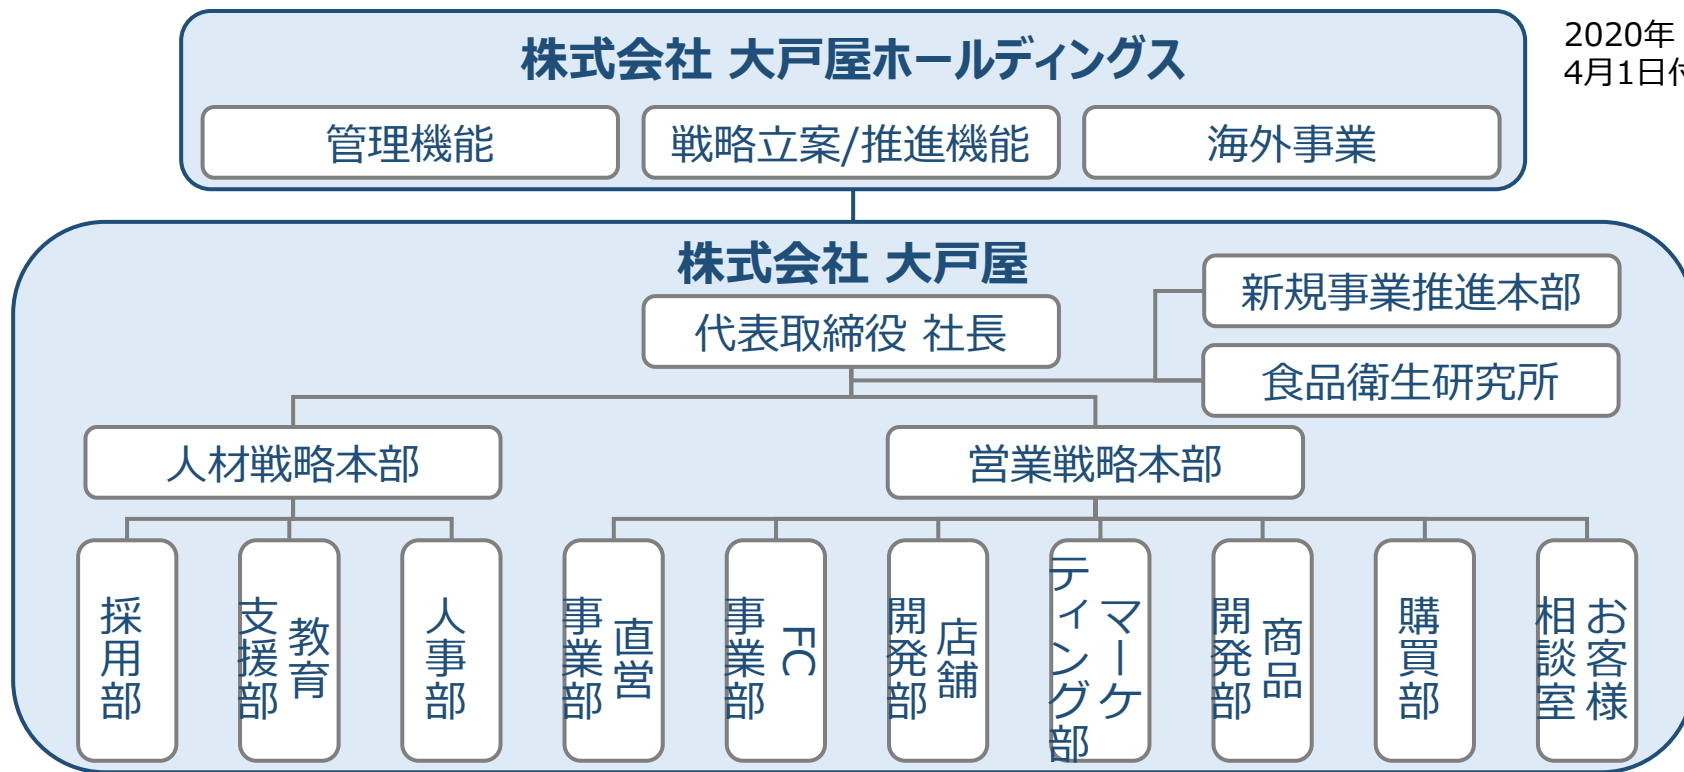 株式会社 大戸屋ホールディングス
2020年
4月1日付
管理機能
戦略立案/推進機能
海外事業
株式会社 大戸屋
代表取締役 社長
新規事業推進本部
食品衛生研究所
人材戦略本部
営業戦略本部
採用部
教育
支援部
人事部
直営
事業部
FC
事業部
店舗
開発部
マーケ
ティング部
商品
開発部
購買部
お客様
相談室